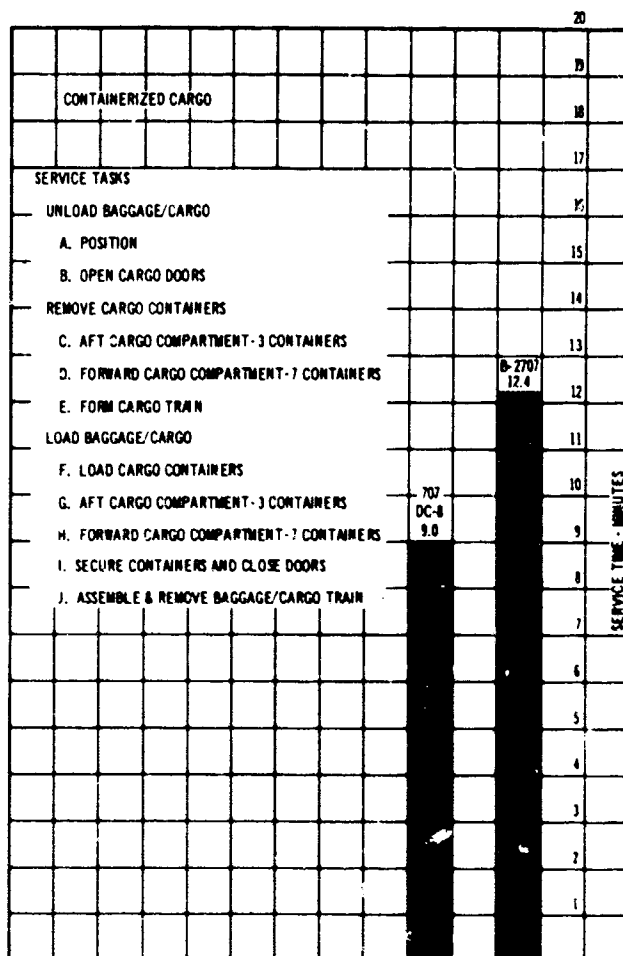 CONTAINERIZED CARGO
SERVICE TASKS
UNLOAD BAGGAGE/CARGO
A. POSITION
B. OPEN CARGO DOORS
REMOVE CARGO CONTAINERS
C. AFT CARGO COMPARTMENT-3 CONTAINERS
D. FORWARD CARGO COMPARTMENT-7 CONTAINERS
E. FORM CARGO TRAIN
LOAD BAGGAGE/CARGO
F. LOAD CARGO CONTAINERS
G. AFT CARGO COMPARTMENT-3 CONTAINERS
H. FORWARD CARGO COMPARTMENT-7 CONTAINERS
I. SECURE CONTAINERS AND CLOSE DOORS
J. ASSEMBLE & REMOVE BAGGAGE/CARGO TRAIN
707
DC-8
9.0
B-2707
12.4
20
19
18
17
16
15
14
13
12
11
10
9
8
7
6
5
4
3
2
1
SERVICE TIME - MINUTES